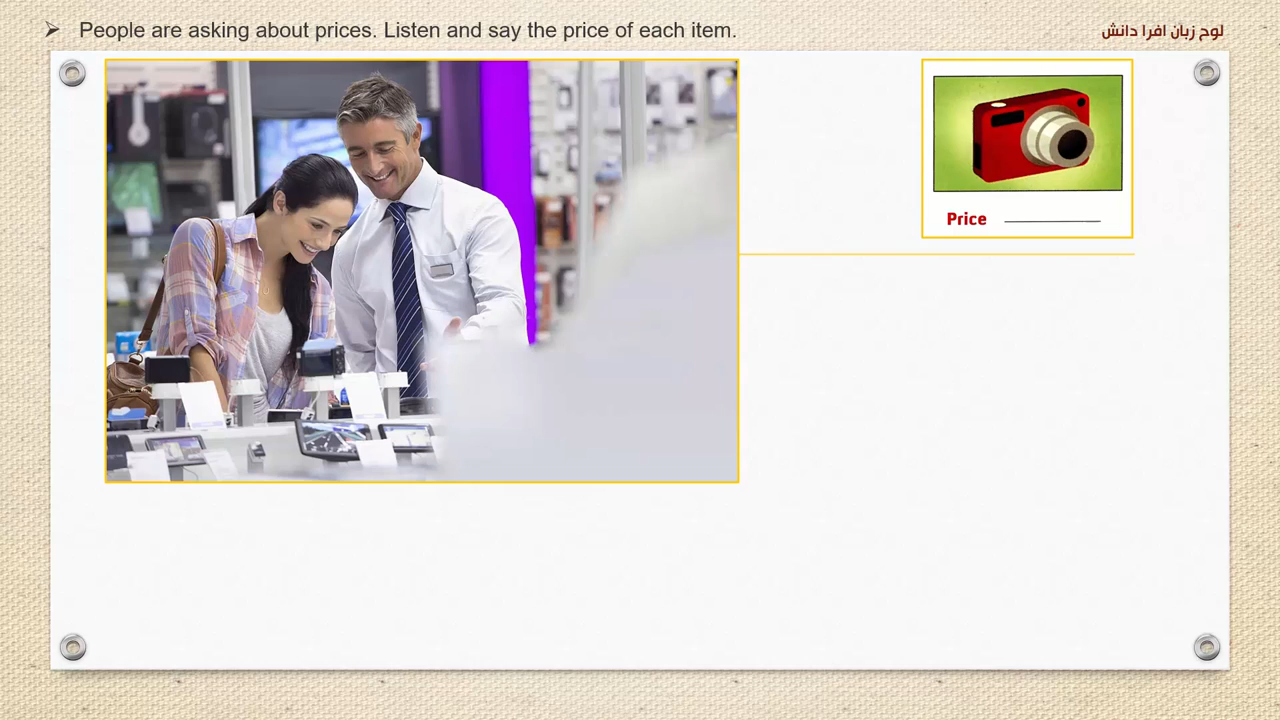 People are asking about prices. Listen and say the price of each item.
لوح زبان افرا دانش
Price